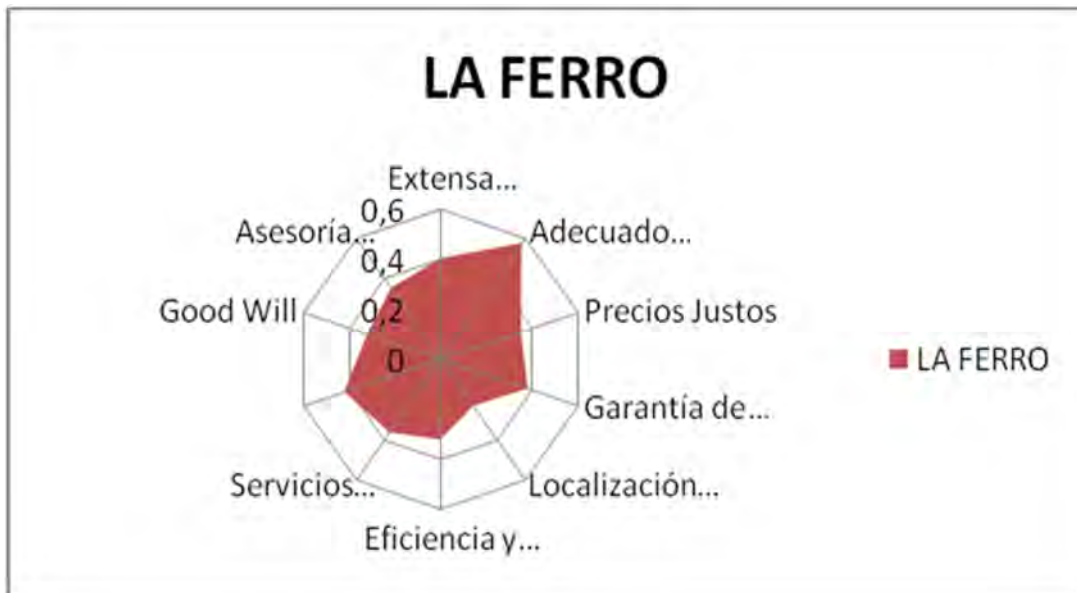 LA FERRO
Extensa...
Adecuado...
Precios Justos
Garantía de...
Localización...
Eficiencia y...
Servicios...
Good Will
Asesoría...
0,6
0,4
0,2
0
LA FERRO